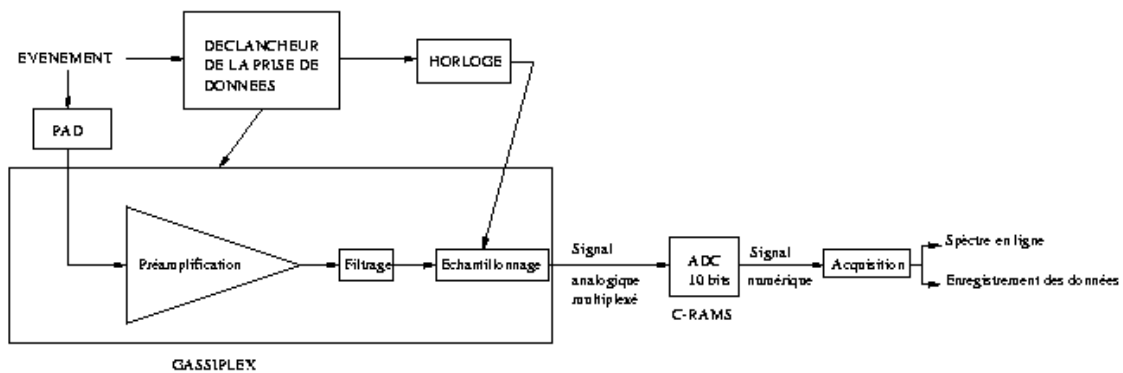 EVENEMENT
DECLANCHEUR
DE LA PRISE DE
DONNEES
HORLOGE
PAD
Préamplification
Filtrage
Echantillonnage
Signal
analogique
multiplexé
ADC
10 bits
C-RAMS
Signal
numérique
Acquisition
Spèctre en ligne
Enregistrement des données
GASSIPLEX